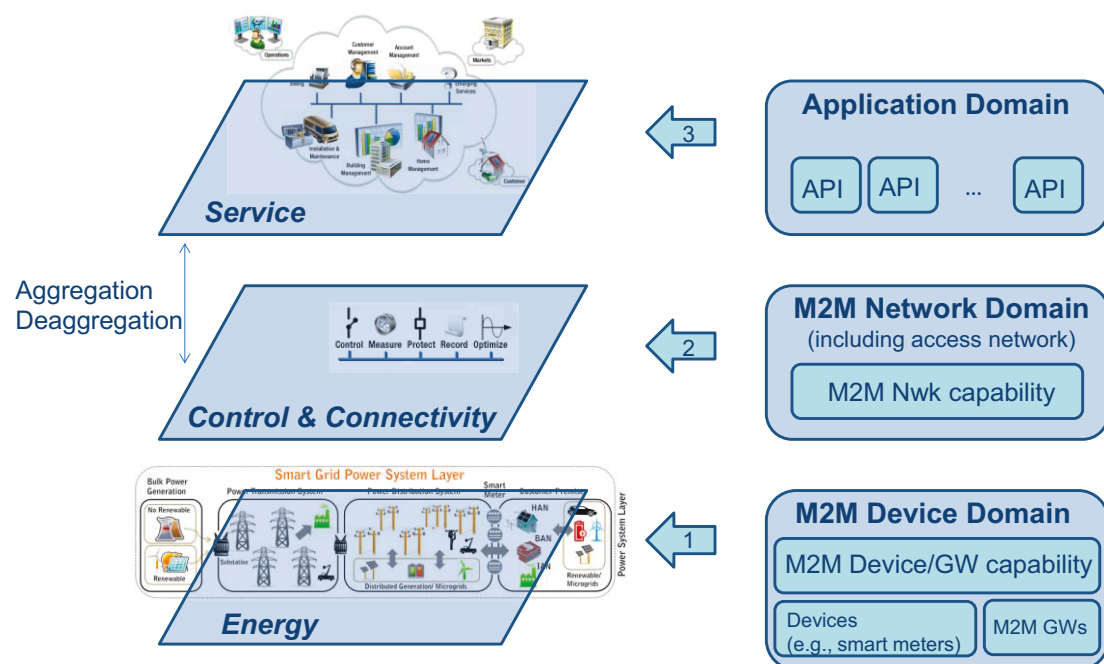 Operations
Customer
Management
Account
Management
Markets
Billing
Emerging
Services
Installation &
Maintenance
Building
Management
Home
Management
Customer
Service
3
Application Domain
API
API
...
API
Aggregation
Deaggregation
Control
Measure
Protect
Record
Optimize
Control & Connectivity
2
M2M Network Domain
(including access network)
M2M Nwk capability
Smart Grid Power System Layer
Bulk Power
Generation
Power Transmission System
Power Distribution System
Smart
Meter
Customer Premise
No Renewable
Renewable
Substation
Distributed Generation/ Microgrids
HAN
BAN
IAN
Renewable/
Microgrids
Power System Layer
Energy
1
M2M Device Domain
M2M Device/GW capability
Devices
(e.g., smart meters)
M2M GWs